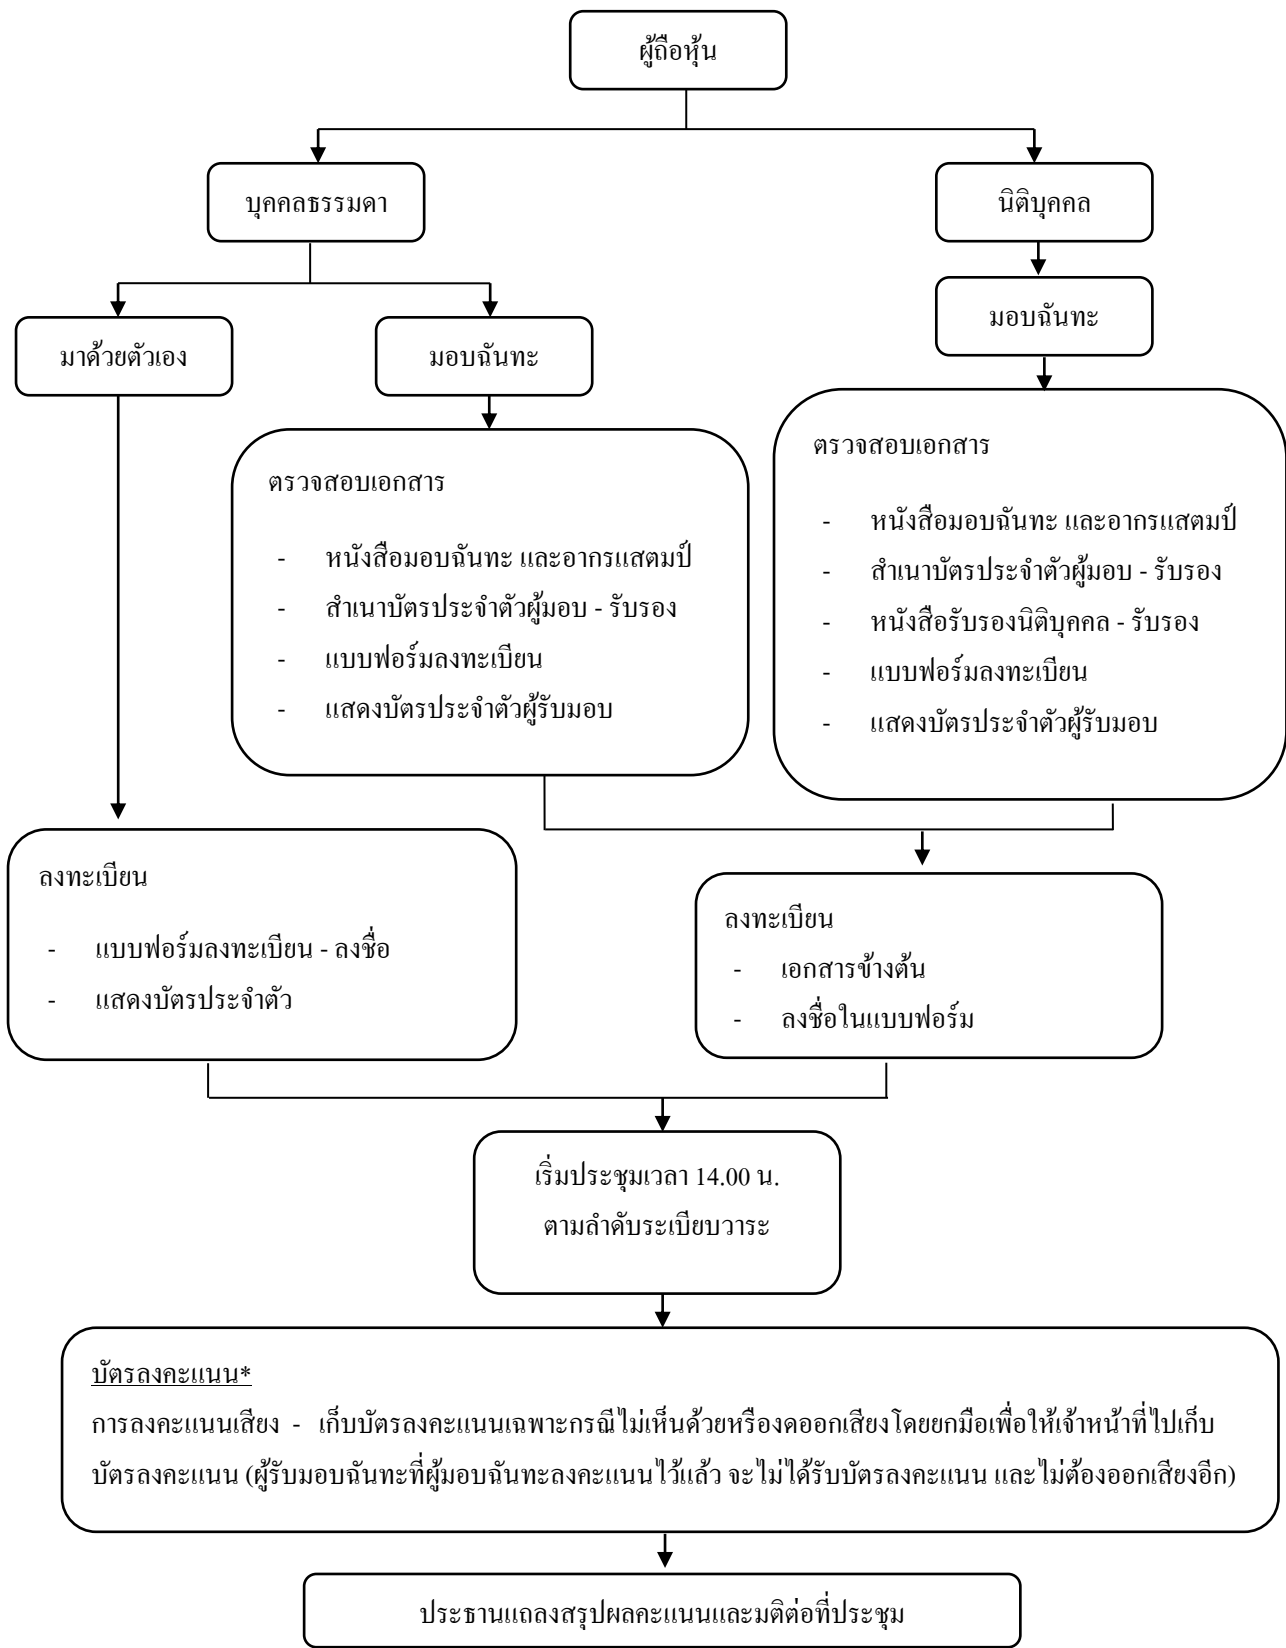 ผู้ถือหุ้น
บุคคลธรรมดา
นิติบุคคล
มอบฉันทะ
มาด้วยตัวเอง
มอบฉันทะ
ตรวจสอบเอกสาร
- หนังสือมอบฉันทะ และอากรแสตมป์
- สำเนาบัตรประจำตัวผู้มอบ - รับรอง
- แบบฟอร์มลงทะเบียน
- แสดงบัตรประจำตัวผู้รับมอบ
ตรวจสอบเอกสาร
- หนังสือมอบฉันทะ และอากรแสตมป์
- สำเนาบัตรประจำตัวผู้มอบ - รับรอง
- หนังสือรับรองนิติบุคคล - รับรอง
- แบบฟอร์มลงทะเบียน
- แสดงบัตรประจำตัวผู้รับมอบ
ลงทะเบียน
- แบบฟอร์มลงทะเบียน - ลงชื่อ
- แสดงบัตรประจำตัว
ลงทะเบียน
- เอกสารข้างต้น
- ลงชื่อในแบบฟอร์ม
เริ่มประชุมเวลา 14.00 น.
ตามลำดับระเบียบวาระ
บัตรลงคะแนน*
การลงคะแนนเสียง - เก็บบัตรลงคะแนนเฉพาะกรณีไม่เห็นด้วยหรืองดออกเสียงโดยยกมือเพื่อให้เจ้าหน้าที่ไปเก็บ
บัตรลงคะแนน (ผู้รับมอบฉันทะที่ผู้มอบฉันทะลงคะแนนไว้แล้ว จะไม่ได้รับบัตรลงคะแนน และไม่ต้องออกเสียงอีก)
ประธานแถลงสรุปผลคะแนนและมติต่อที่ประชุม